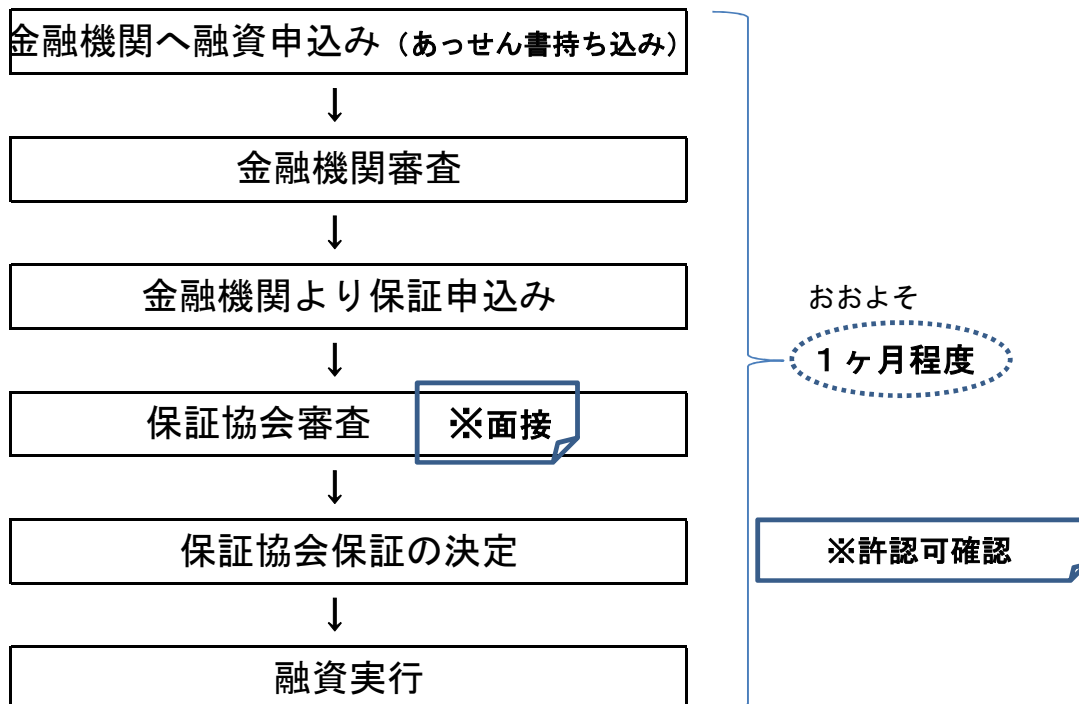 金融機関へ融資申込み（あっせん書持ち込み）
↓
金融機関審査
↓
金融機関より保証申込み
おおよそ
１ヶ月程度
↓
保証協会審査 ※面接
↓
保証協会保証の決定
※許認可確認
↓
融資実行